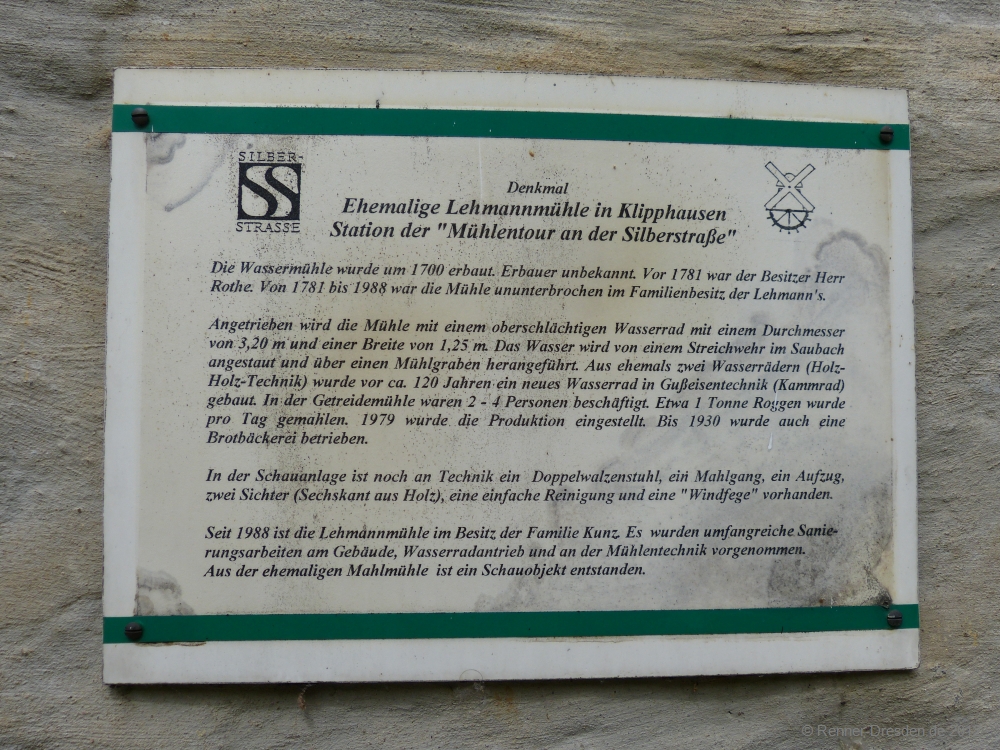 SILBER-
SS
STRASSE
Denkmal
Ehemalige Lehmannmühle in Klipphausen
Station der "Mühlentour an der Silberstraße"
Die Wassermühle wurde um 1700 erbaut. Erbauer unbekannt. Vor 1781 war der Besitzer Herr
Rothe. Von 1781 bis 1988 war die Mühle ununterbrochen im Familienbesitz der Lehmann's.
Angetrieben wird die Mühle mit einem oberschlächtigen Wasserrad mit einem Durchmesser
von 3,20 m und einer Breite von 1,25 m. Das Wasser wird von einem Streichwehr im Saubach
angestaut und über einen Mühlgraben herangeführt. Aus ehemals zwei Wasserrädern (Holz-
Holz-Technik) wurde vor ca. 120 Jahren ein neues Wasserrad in Gußeisentechnik (Kammrad)
gebaut. In der Getreidemühle waren 2 - 4 Personen beschäftigt. Etwa 1 Tonne Roggen wurde
pro Tag gemahlen. 1979 wurde die Produktion eingestellt. Bis 1930 wurde auch eine
Brotbäckerei betrieben.
In der Schauanlage ist noch an Technik ein Doppelwalzenstuhl, ein Mahlgang, ein Aufzug,
zwei Sichter (Sechskant aus Holz), eine einfache Reinigung und eine "Windfege" vorhanden.
Seit 1988 ist die Lehmannmühle im Besitz der Familie Kunz. Es wurden umfangreiche Sanie-
rungsarbeiten am Gebäude, Wasserradantrieb und an der Mühlentechnik vorgenommen.
Aus der ehemaligen Mahlmühle ist ein Schauobjekt entstanden.
© Renner-Dresden.de